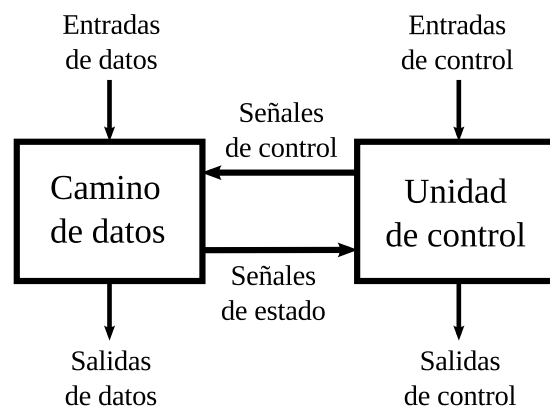 Entradas
de datos
Entradas
de control
Señales
de control
Camino
de datos
Unidad
de control
Señales
de estado
Salidas
de datos
Salidas
de control